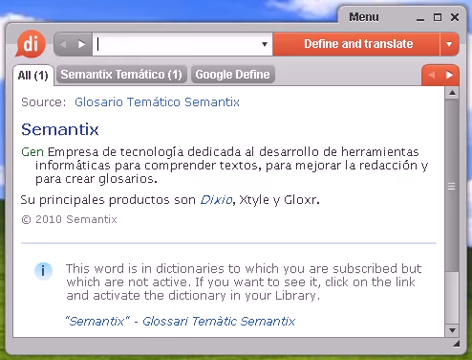 Menu
di
Define and translate
All (1) Semantix Temático (1) Google Define
Source: Glosario Temático Semantix
Semantix
Gen Empresa de tecnología dedicada al desarrollo de herramientas
informáticas para comprender textos, para mejorar la redacción y
para crear glosarios.
Su principales productos son Dixio, Xtyle y Gloxr.
© 2010 Semantix
i
This word is in dictionaries to which you are subscribed but
which are not active. If you want to see it, click on the link
and activate the dictionary in your Library.
"Semantix" - Glossari Temàtic Semantix